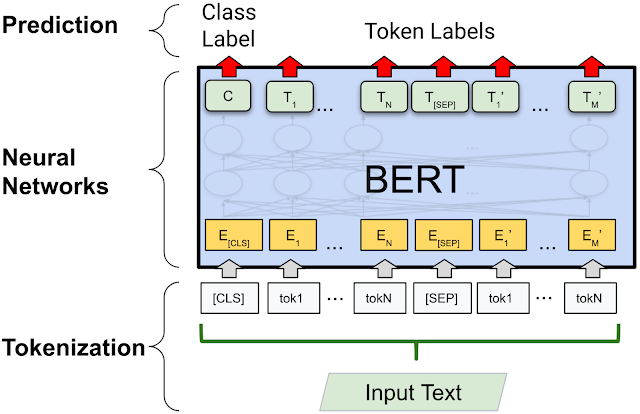 Prediction
Class
Label
Token Labels
C T1 ... TN T[SEP] T1’ ... TM’
Neural
Networks
BERT
E[CLS] E1 ... EN E[SEP] E1’ ... EM’
[CLS] tok1 ... tokN [SEP] tok1 ... tokN
Tokenization
Input Text